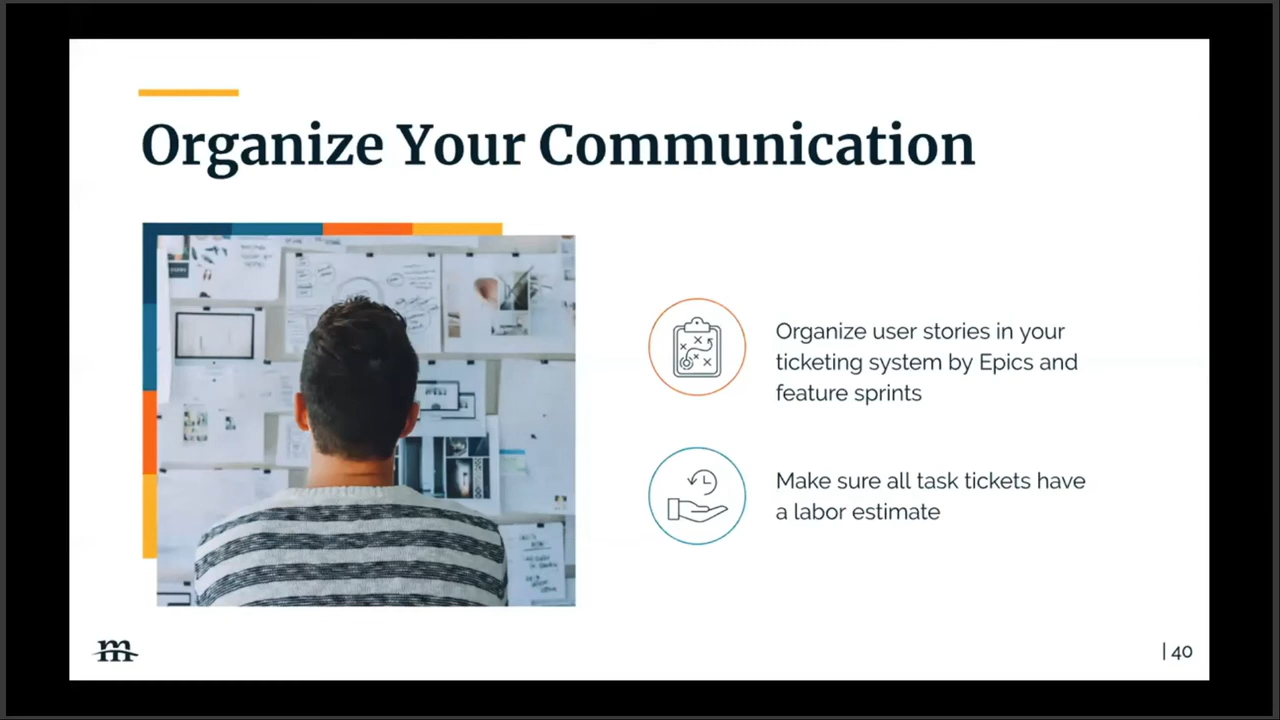 Organize Your Communication
Organize user stories in your
ticketing system by Epics and
feature sprints
Make sure all task tickets have
a labor estimate
m
| 40